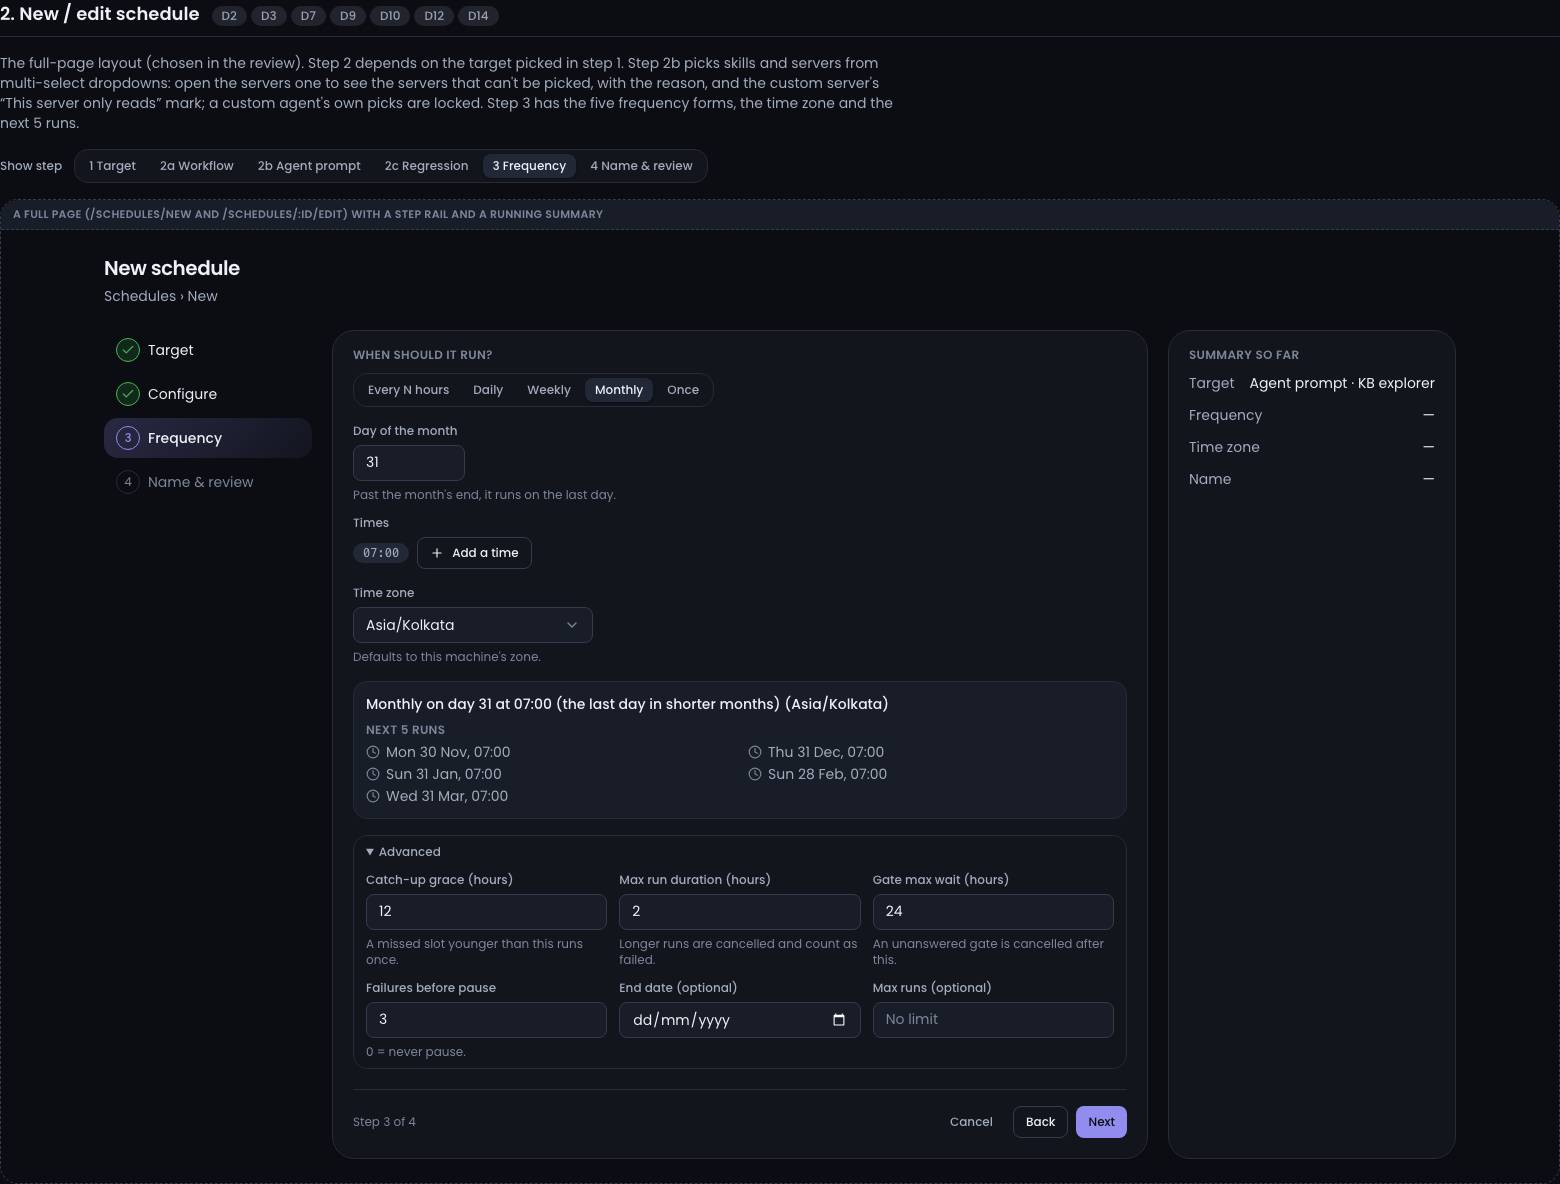 2. New / edit schedule D2 D3 D7 D9 D10 D12 D14
The full-page layout (chosen in the review). Step 2 depends on the target picked in step 1. Step 2b picks skills and servers from
multi-select dropdowns: open the servers one to see the servers that can't be picked, with the reason, and the custom server's
“This server only reads” mark; a custom agent's own picks are locked. Step 3 has the five frequency forms, the time zone and the
next 5 runs.
Show step 1 Target 2a Workflow 2b Agent prompt 2c Regression 3 Frequency 4 Name & review
A FULL PAGE (/SCHEDULES/NEW AND /SCHEDULES/:ID/EDIT) WITH A STEP RAIL AND A RUNNING SUMMARY
New schedule
Schedules › New
Target
Configure
3 Frequency
4 Name & review
WHEN SHOULD IT RUN?
Every N hours Daily Weekly Monthly Once
Day of the month
31
Past the month's end, it runs on the last day.
Times
07:00 + Add a time
Time zone
Asia/Kolkata
Defaults to this machine's zone.
Monthly on day 31 at 07:00 (the last day in shorter months) (Asia/Kolkata)
NEXT 5 RUNS
Mon 30 Nov, 07:00 Thu 31 Dec, 07:00
Sun 31 Jan, 07:00 Sun 28 Feb, 07:00
Wed 31 Mar, 07:00
▼ Advanced
Catch-up grace (hours) Max run duration (hours) Gate max wait (hours)
12 2 24
A missed slot younger than this runs Longer runs are cancelled and count as An unanswered gate is cancelled after
once. failed. this.
Failures before pause End date (optional) Max runs (optional)
3 dd/mm/yyyy No limit
0 = never pause.
Step 3 of 4 Cancel Back Next
SUMMARY SO FAR
Target Agent prompt · KB explorer
Frequency —
Time zone —
Name —